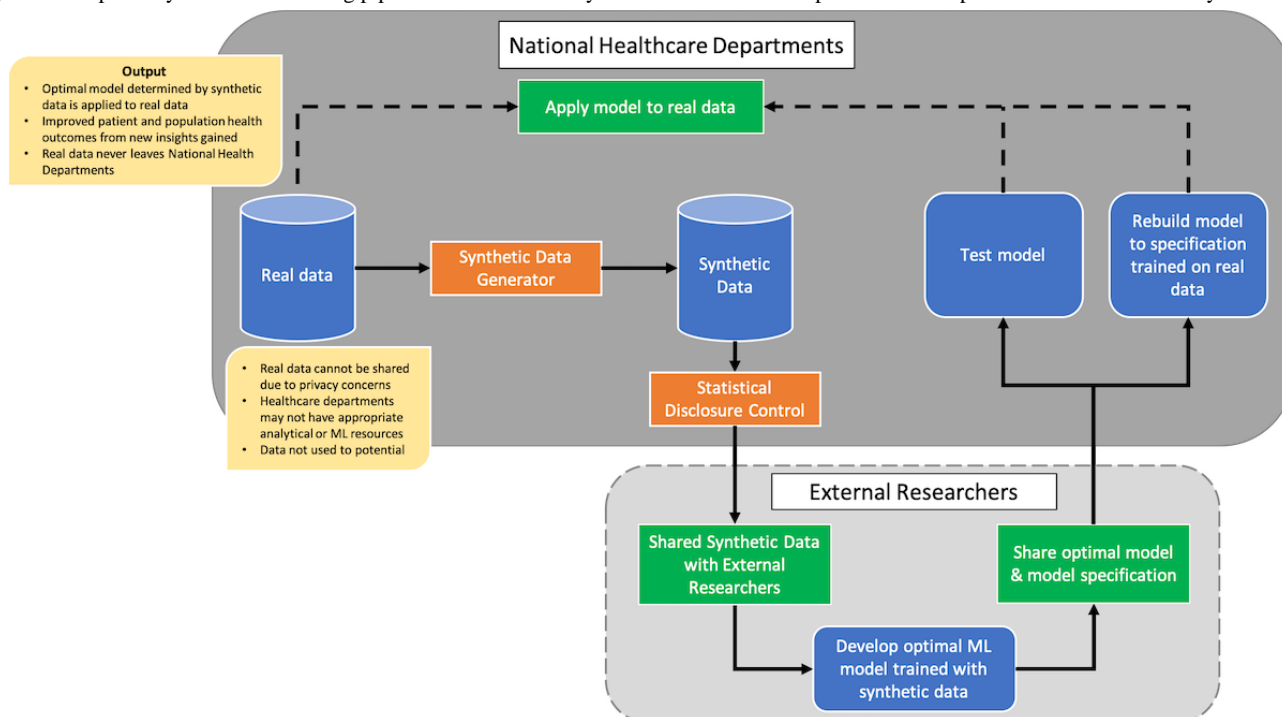 National Healthcare Departments
Output
• Optimal model determined by synthetic
data is applied to real data
• Improved patient and population health
outcomes from new insights gained
• Real data never leaves National Health
Departments
Apply model to real data
Real data
Synthetic Data
Generator
Synthetic
Data
Test model
Rebuild model
to specification
trained on real
data
• Real data cannot be shared
due to privacy concerns
• Healthcare departments
may not have appropriate
analytical or ML resources
• Data not used to potential
Statistical
Disclosure Control
External Researchers
Shared Synthetic Data
with External
Researchers
Share optimal model
& model specification
Develop optimal ML
model trained with
synthetic data